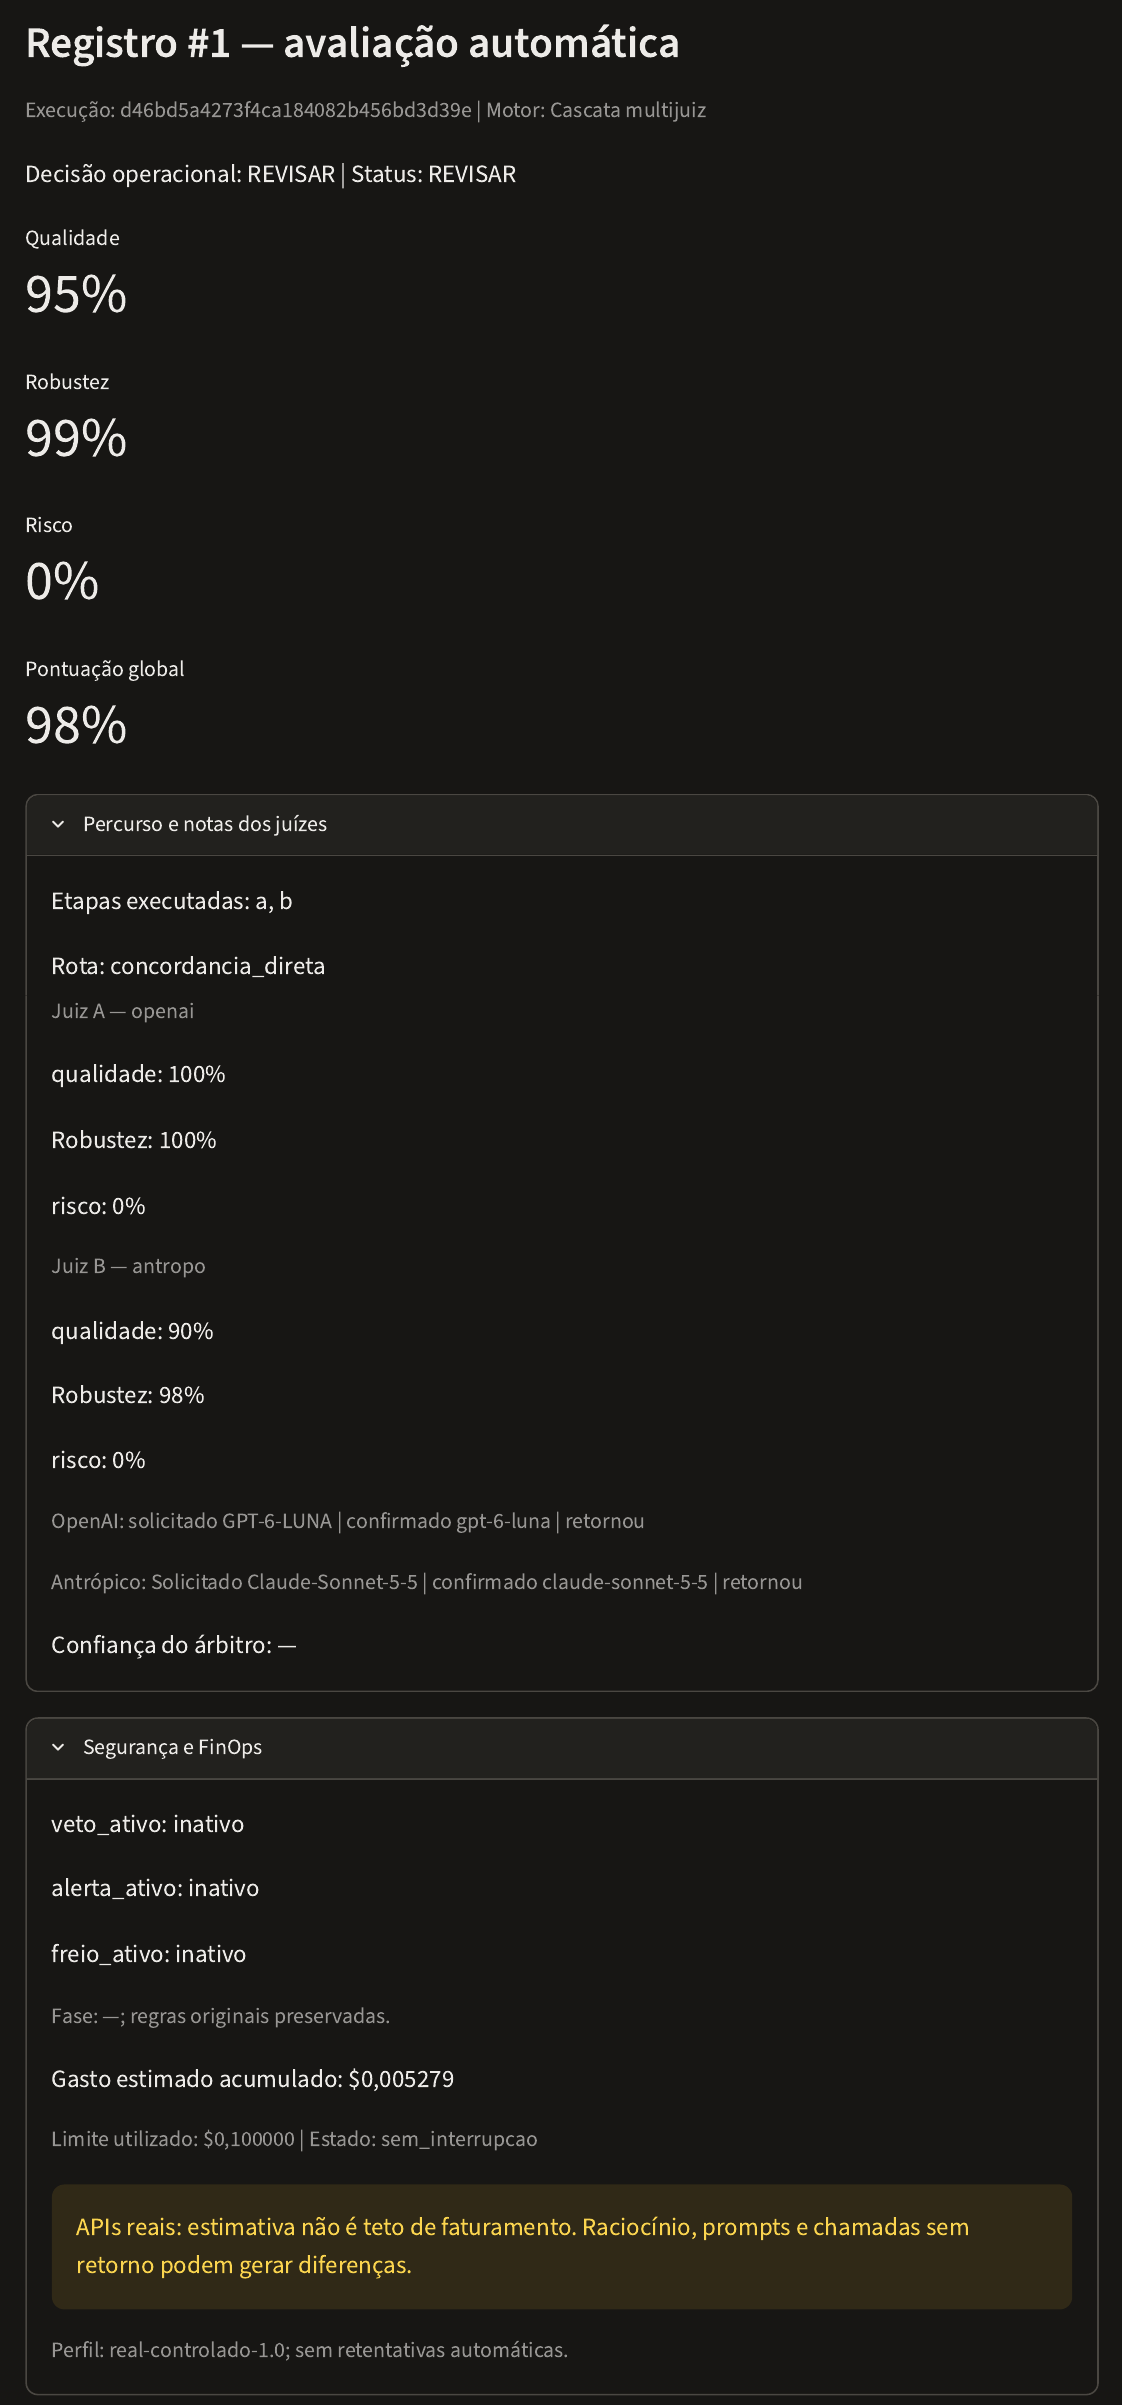 Registro #1 — avaliação automática
Execução: d46bd5a4273f4ca184082b456bd3d39e | Motor: Cascata multijuiz
Decisão operacional: REVISAR | Status: REVISAR
Qualidade
95%
Robustez
99%
Risco
0%
Pontuação global
98%
Percurso e notas dos juízes
Etapas executadas: a, b
Rota: concordancia_direta
Juiz A — openai
qualidade: 100%
Robustez: 100%
risco: 0%
Juiz B — antropo
qualidade: 90%
Robustez: 98%
risco: 0%
OpenAI: solicitado GPT-6-LUNA | confirmado gpt-6-luna | retornou
Antrópico: Solicitado Claude-Sonnet-5-5 | confirmado claude-sonnet-5-5 | retornou
Confiança do árbitro: —
Segurança e FinOps
veto_ativo: inativo
alerta_ativo: inativo
freio_ativo: inativo
Fase: —; regras originais preservadas.
Gasto estimado acumulado: $0,005279
Limite utilizado: $0,100000 | Estado: sem_interrupcao
APIs reais: estimativa não é teto de faturamento. Raciocínio, prompts e chamadas sem
retorno podem gerar diferenças.
Perfil: real-controlado-1.0; sem retentativas automáticas.